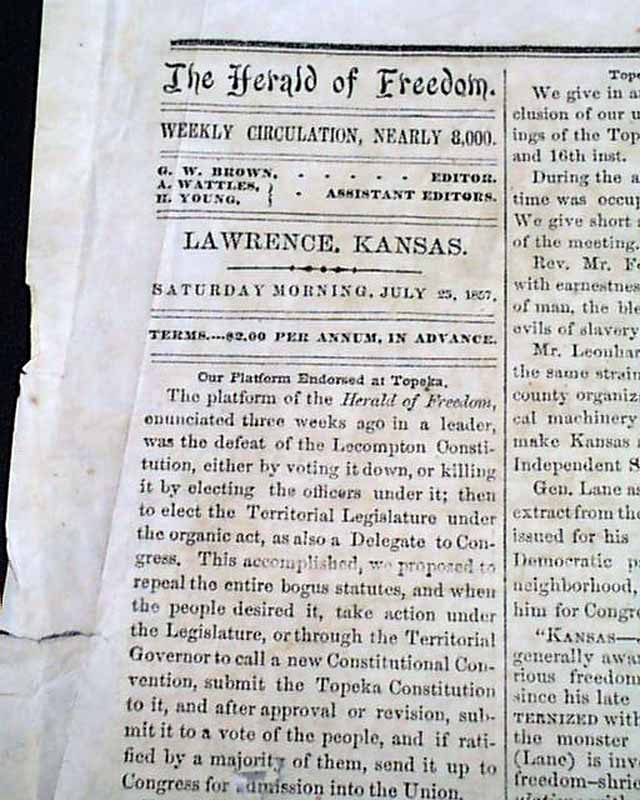 The Herald of Freedom.
WEEKLY CIRCULATION, NEARLY 8,000.
G. W. BROWN, - - - - - EDITOR.
A. WATTLES, }
H. YOUNG, } - ASSISTANT EDITORS.
LAWRENCE, KANSAS.
SATURDAY MORNING, JULY 25, 1857.
TERMS.---$2.00 PER ANNUM, IN ADVANCE.
Our Platform Endorsed at Topeka.
The platform of the Herald of Freedom,
enunciated three weeks ago in a leader,
was the defeat of the Lecompton Consti-
tution, either by voting it down, or killing
it by electing the officers under it; then
to elect the Territorial Legislature under
the organic act, as also a Delegate to Con-
gress. This accomplished, we proposed to
repeal the entire bogus statutes, and when
the people desired it, take action under
the Legislature, or through the Territorial
Governor to call a new Constitutional Con-
vention, submit the Topeka Constitution
to it, and after approval or revision, sub-
mit it to a vote of the people, and if rati-
fied by a majority of them, send it up to
Congress for admission into the Union.
Tope
We give in a
clusion of our u
ings of the Top
and 16th inst.
During the a
time was occup
We give short
of the meeting.
Rev. Mr. Fo
with earnestnes
of man, the ble
evils of slavery
Mr. Leonhar
the same strain
county organiz
cal machinery
make Kansas
Independent S
Gen. Lane as
extract from the
issued for his
Democratic p
neighborhood,
him for Congr
"KANSAS—
generally awa
rious freedom
since his late
TERNIZED with
the monster
(Lane) is inv
freedom-shri